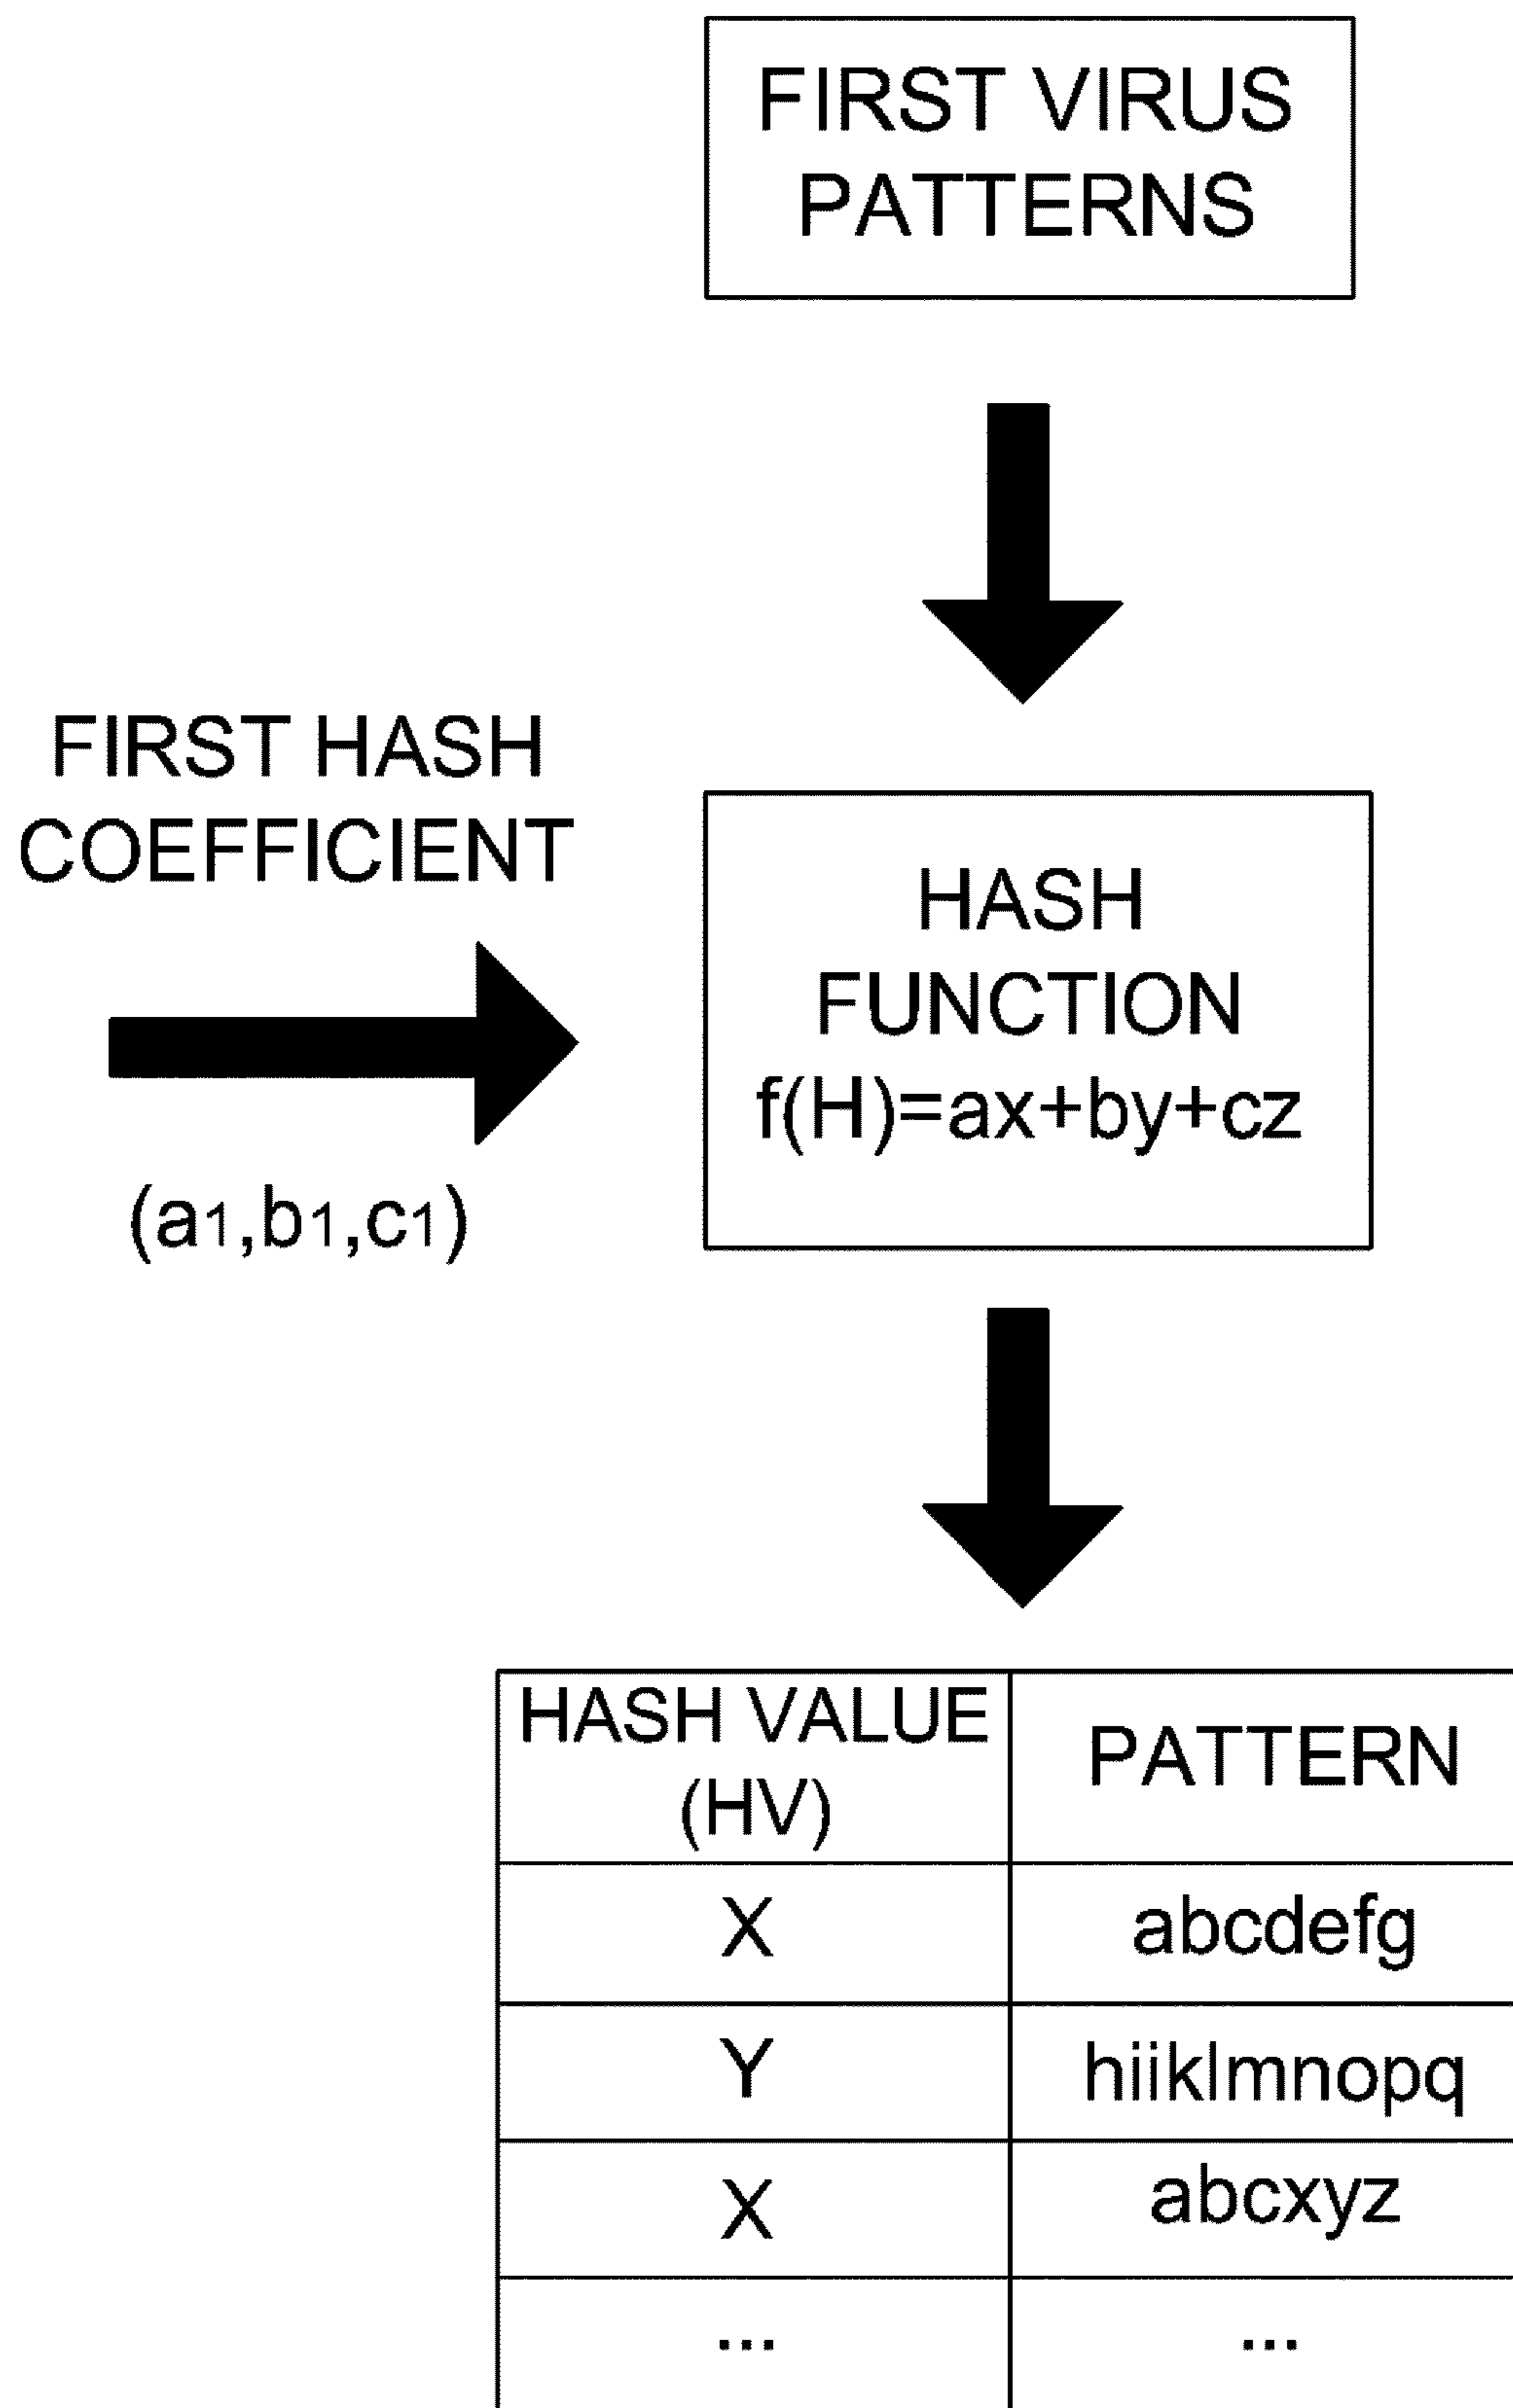 FIRST VIRUS
PATTERNS
FIRST HASH
COEFFICIENT
(a1,b1,c1)
HASH
FUNCTION
f(H)=ax+by+cz
HASH VALUE
(HV)
PATTERN
X
abcdefg
Y
hiiklmnopq
X
abcxyz
...
...